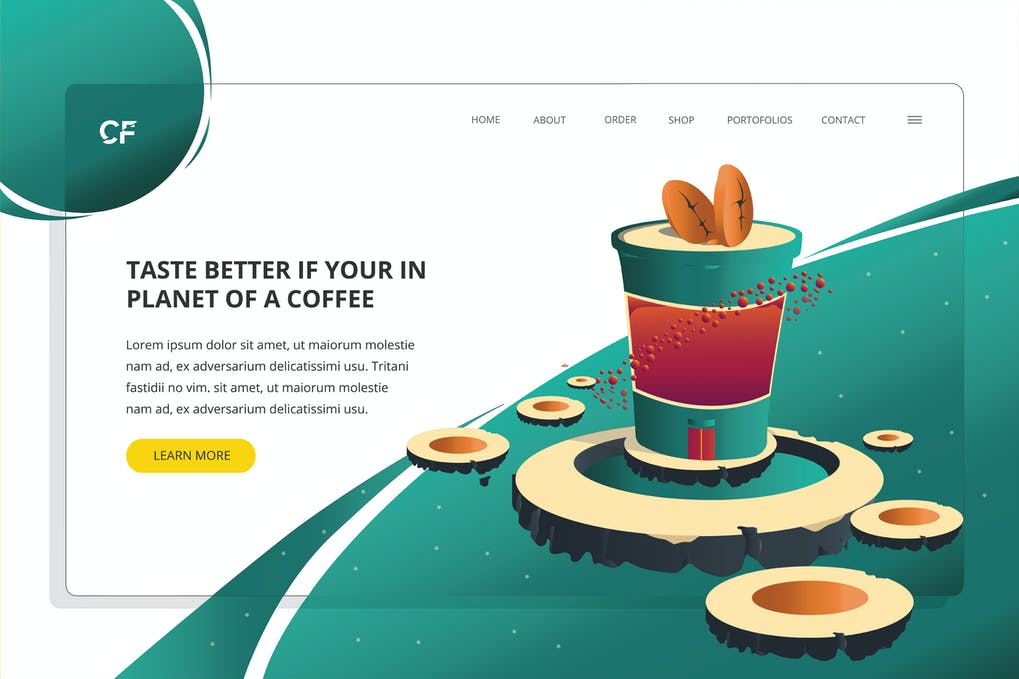 CF
HOME ABOUT ORDER SHOP PORTOFOLIOS CONTACT
TASTE BETTER IF YOUR IN
PLANET OF A COFFEE
Lorem ipsum dolor sit amet, ut maiorum molestie
nam ad, ex adversarium delicatissimi usu. Tritani
fastidii no vim. sit amet, ut maiorum molestie
nam ad, ex adversarium delicatissimi usu.
LEARN MORE